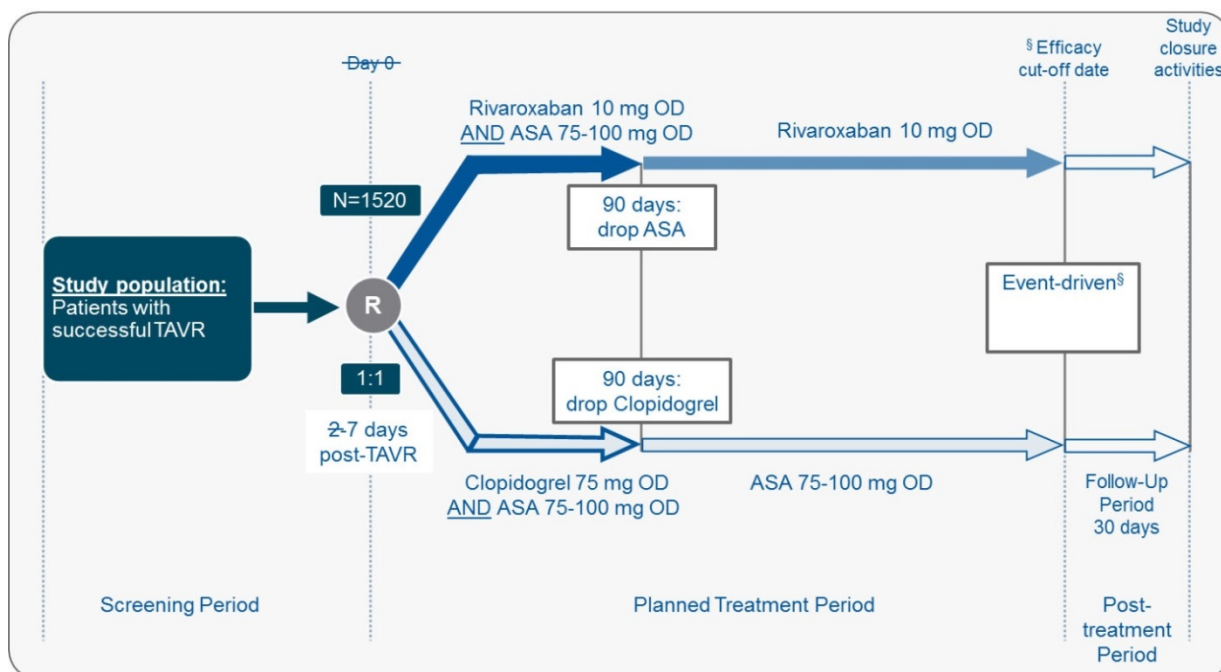 Day 0
§ Efficacy
cut-off date
Study
closure
activities
Rivaroxaban 10 mg OD
AND ASA 75-100 mg OD
Rivaroxaban 10 mg OD
N=1520
90 days:
drop ASA
Study population:
Patients with
successful TAVR
R
Event-driven§
1:1
90 days:
drop Clopidogrel
2-7 days
post-TAVR
Clopidogrel 75 mg OD
AND ASA 75-100 mg OD
ASA 75-100 mg OD
Follow-Up
Period
30 days
Screening Period
Planned Treatment Period
Post-
treatment
Period